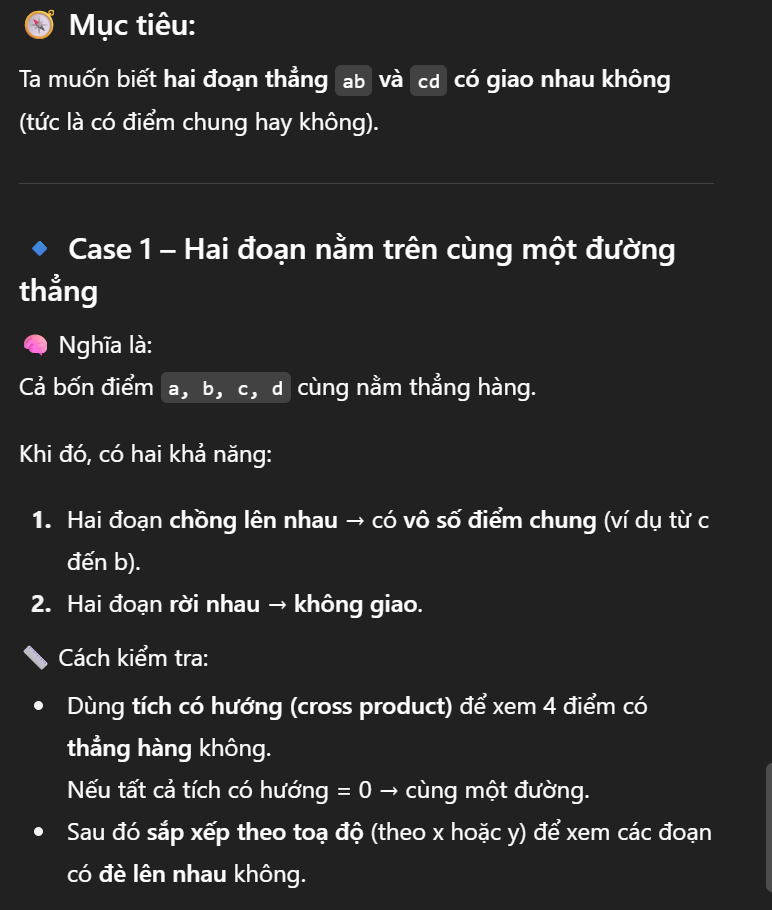 🧭 Mục tiêu:
Ta muốn biết hai đoạn thẳng ab và cd có giao nhau không
(tức là có điểm chung hay không).
🔹 Case 1 – Hai đoạn nằm trên cùng một đường
thẳng
🧠 Nghĩa là:
Cả bốn điểm a, b, c, d cùng nằm thẳng hàng.
Khi đó, có hai khả năng:
1. Hai đoạn chồng lên nhau → có vô số điểm chung (ví dụ từ c
đến b).
2. Hai đoạn rời nhau → không giao.
📏 Cách kiểm tra:
• Dùng tích có hướng (cross product) để xem 4 điểm có
thẳng hàng không.
Nếu tất cả tích có hướng = 0 → cùng một đường.
• Sau đó sắp xếp theo toạ độ (theo x hoặc y) để xem các đoạn
có đè lên nhau không.